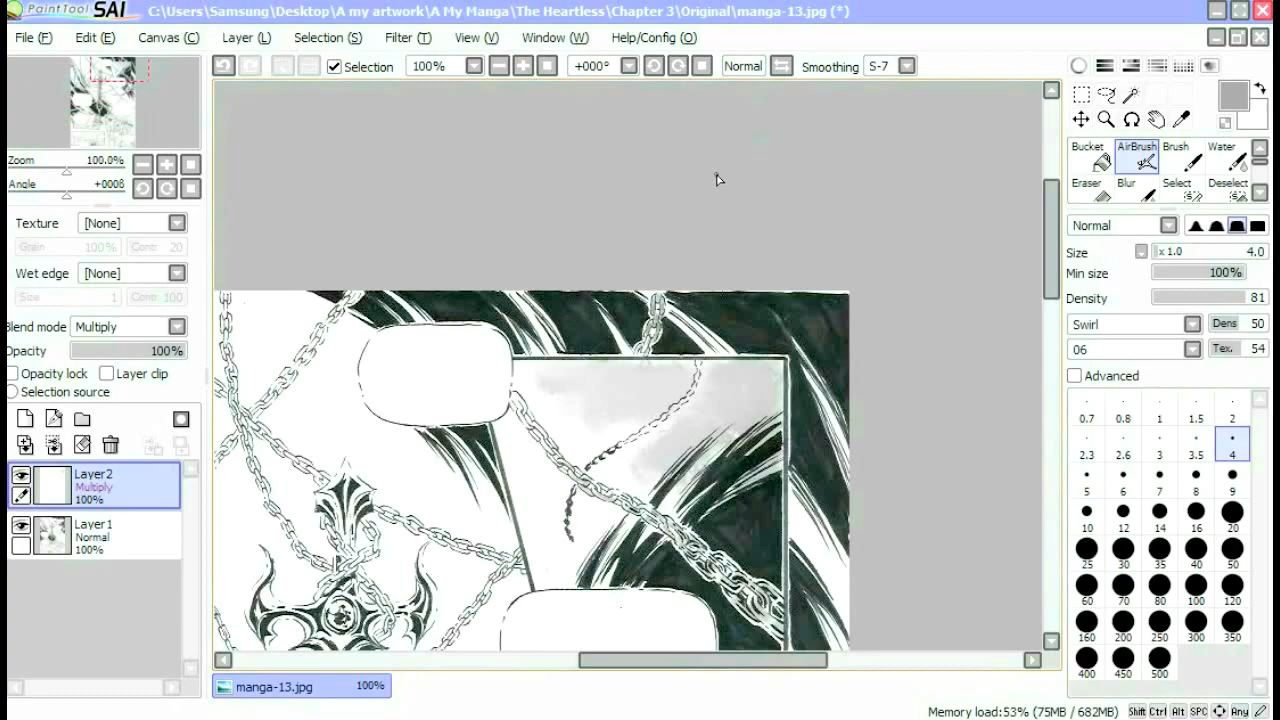 PaintTool SAI C:\Users\Samsung\Desktop\A my artwork\A My Manga\The Heartless\Chapter 3\Original\manga-13.jpg (*)
File (F) Edit (E) Canvas (C) Layer (L) Selection (S) Filter (T) View (V) Window (W) Help/Config (O)
Selection 100% +000° Normal Smoothing S-7
Zoom 100.0%
Angle +000ß
Texture [None]
Grain 100% Contr. 20
Wet edge [None]
Size 1 Contr. 100
Blend mode Multiply
Opacity 100%
Opacity lock Layer clip
Selection source
Layer2
Multiply
100%
Layer1
Normal
100%
Bucket AirBrush Brush Water
Eraser Blur Select Deselect
Normal
Size x 1.0 4.0
Min size 100%
Density 81
Swirl Dens 50
06 Tex. 54
Advanced
0.7 0.8 1 1.5 2
2.3 2.6 3 3.5 4
5 6 7 8 9
10 12 14 16 20
25 30 35 40 50
60 70 80 100 120
160 200 250 300 350
400 450 500
manga-13.jpg 100%
Memory load:53% (75MB / 682MB) Shift Ctrl Alt SPC Any